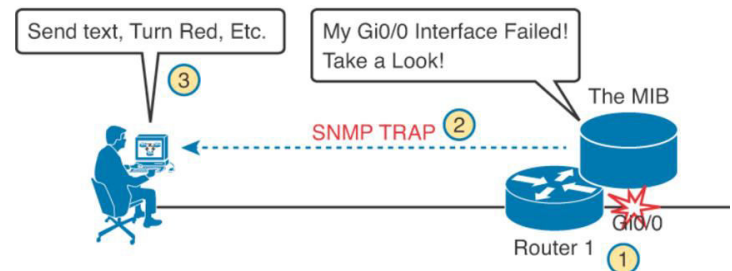 Send text, Turn Red, Etc.
My Gi0/0 Interface Failed!
Take a Look!
3
The MIB
SNMP TRAP
2
Gi0/0
Router 1
1